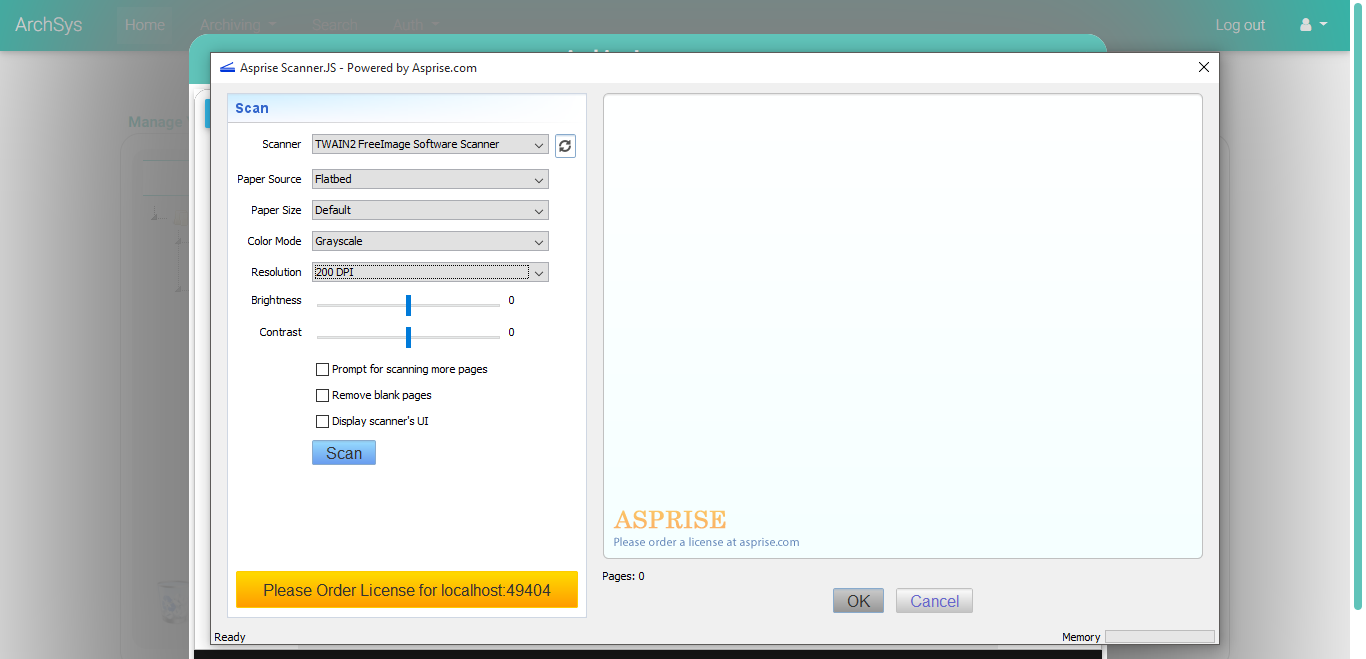 ArchSys Home Archiving Search Auth Log out
Asprise Scanner.JS - Powered by Asprise.com
Manage
Scan
Scanner TWAIN2 FreeImage Software Scanner
Paper Source Flatbed
Paper Size Default
Color Mode Grayscale
Resolution 200 DPI
Brightness 0
Contrast 0
Prompt for scanning more pages
Remove blank pages
Display scanner's UI
Scan
ASPRISE
Please order a license at asprise.com
Please Order License for localhost:49404
Pages: 0
OK Cancel
Ready Memory